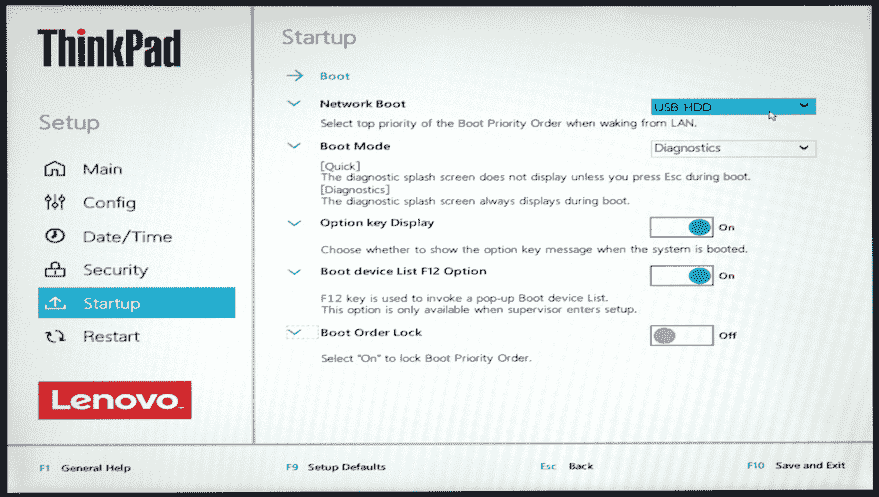 ThinkPad
Setup
Main
Config
Date/Time
Security
Startup
Restart
Lenovo.
Startup
Boot
Network Boot
USB HDD
Select top priority of the Boot Priority Order when waking from LAN.
Boot Mode
Diagnostics
[Quick]
The diagnostic splash screen does not display unless you press Esc during boot.
[Diagnostics]
The diagnostic splash screen always displays during boot.
Option key Display
On
Choose whether to show the option key message when the system is booted.
Boot device List F12 Option
On
F12 key is used to invoke a pop-up Boot device List.
This option is only available when supervisor enters setup.
Boot Order Lock
Off
Select "On" to lock Boot Priority Order.
F1 General Help
F9 Setup Defaults
Esc Back
F10 Save and Exit